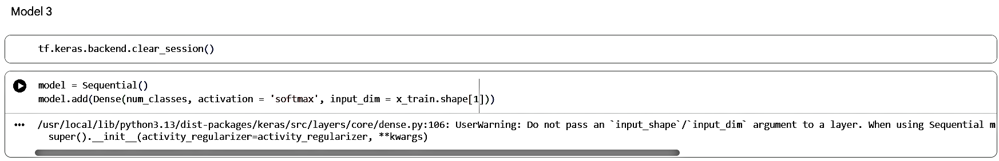 Model 3
tf.keras.backend.clear_session()
model = Sequential()
model.add(Dense(num_classes, activation = 'softmax', input_dim = x_train.shape[1]))
/usr/local/lib/python3.13/dist-packages/keras/src/layers/core/dense.py:106: UserWarning: Do not pass an `input_shape`/`input_dim` argument to a layer. When using Sequential m
super().__init__(activity_regularizer=activity_regularizer, **kwargs)